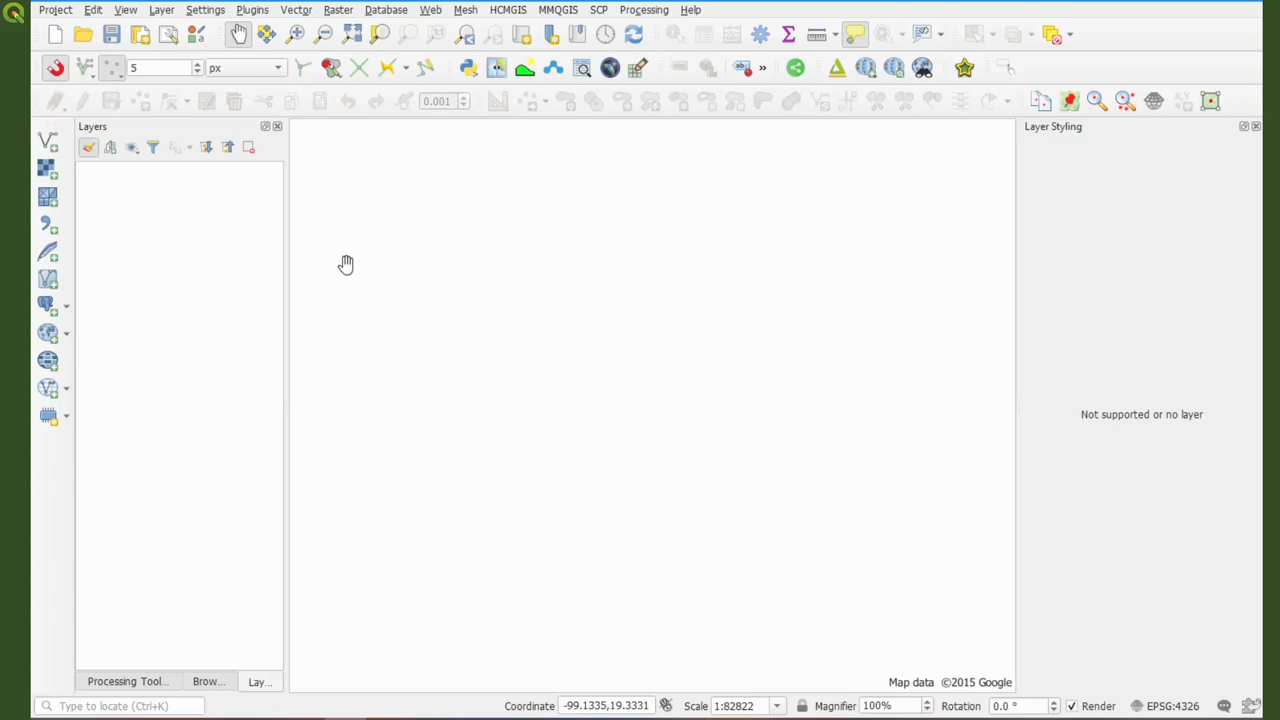 Project Edit View Layer Settings Plugins Vector Raster Database Web Mesh HCMGIS MMQGIS SCP Processing Help
5 px »
0.001
Layers
Layer Styling
Not supported or no layer
Map data ©2015 Google
Processing Tool... Brow... Lay...
Type to locate (Ctrl+K) Coordinate -99.1335,19.3331 Scale 1:82822 Magnifier 100% Rotation 0.0 ° Render EPSG:4326